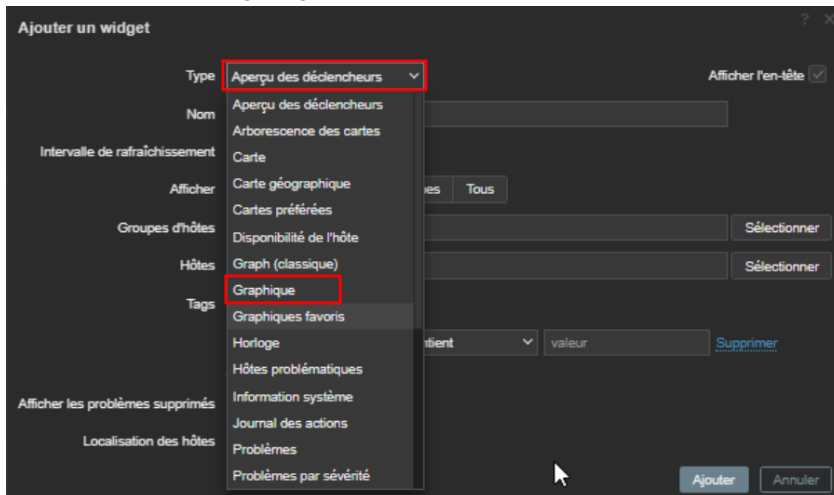 Ajouter un widget ?
Type Aperçu des déclencheurs Afficher l'en-tête
Aperçu des déclencheurs
Nom
Arborescence des cartes
Intervalle de rafraîchissement
Carte
Afficher Carte géographique Tous
Cartes préférées
Groupes d'hôtes Sélectionner
Disponibilité de l'hôte
Hôtes Graph (classique) Sélectionner
Graphique
Tags
Graphiques favoris
Horloge valeur Supprimer
Hôtes problématiques
Afficher les problèmes supprimés Information système
Journal des actions
Localisation des hôtes
Problèmes
Problèmes par sévérité
Ajouter Annuler